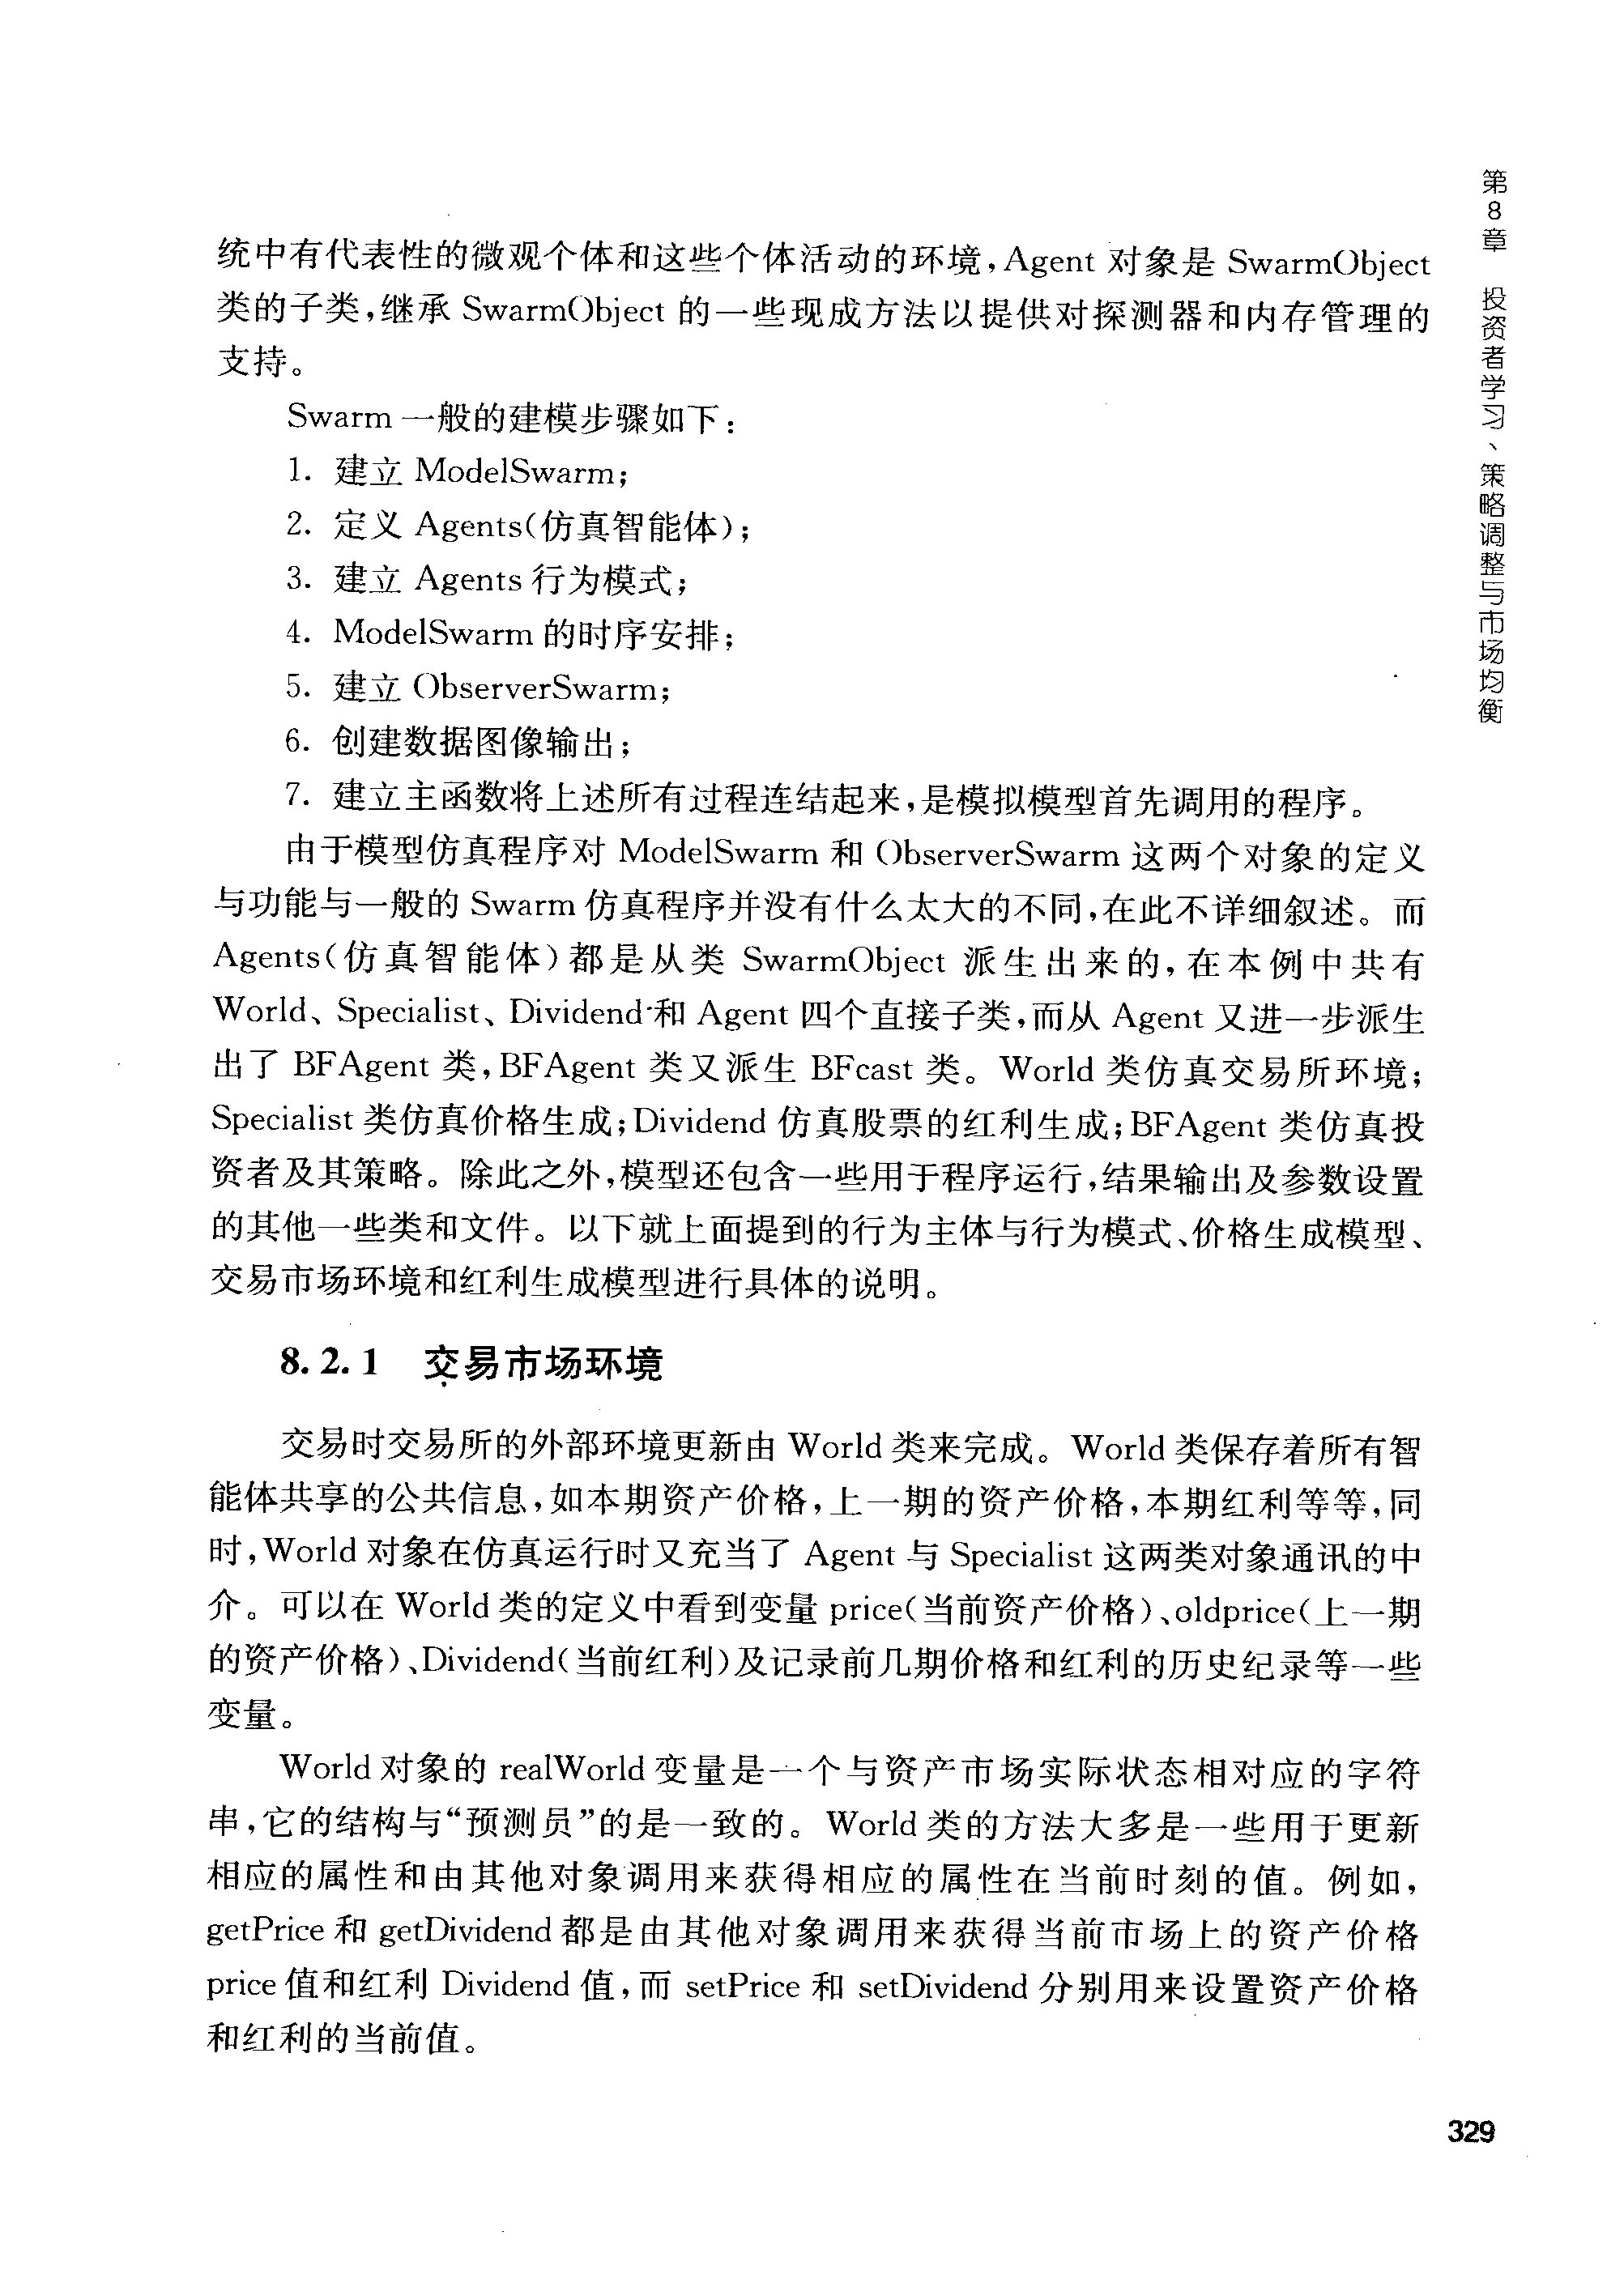 第8章 投资者学习、策略调整与市场均衡
统中有代表性的微观个体和这些个体活动的环境,Agent 对象是 SwarmObject
类的子类,继承 SwarmObject 的一些现成方法以提供对探测器和内存管理的
支持。
Swarm 一般的建模步骤如下:
1. 建立 ModelSwarm;
2. 定义 Agents(仿真智能体);
3. 建立 Agents 行为模式;
4. ModelSwarm 的时序安排;
5. 建立 ObserverSwarm;
6. 创建数据图像输出;
7. 建立主函数将上述所有过程连结起来,是模拟模型首先调用的程序。
由于模型仿真程序对 ModelSwarm 和 ObserverSwarm 这两个对象的定义
与功能与一般的 Swarm 仿真程序并没有什么太大的不同,在此不详细叙述。而
Agents(仿真智能体)都是从类 SwarmObject 派生出来的,在本例中共有
World、Specialist、Dividend 和 Agent 四个直接子类,而从 Agent 又进一步派生
出了 BFAgent 类,BFAgent 类又派生 BFcast 类。World 类仿真交易所环境;
Specialist 类仿真价格生成;Dividend 仿真股票的红利生成;BFAgent 类仿真投
资者及其策略。除此之外,模型还包含一些用于程序运行,结果输出及参数设置
的其他一些类和文件。以下就上面提到的行为主体与行为模式、价格生成模型、
交易市场环境和红利生成模型进行具体的说明。
8.2.1 交易市场环境
交易时交易所的外部环境更新由 World 类来完成。World 类保存着所有智
能体共享的公共信息,如本期资产价格,上一期的资产价格,本期红利等等,同
时,World 对象在仿真运行时又充当了 Agent 与 Specialist 这两类对象通讯的中
介。可以在 World 类的定义中看到变量 price(当前资产价格)、oldprice(上一期
的资产价格)、Dividend(当前红利)及记录前几期价格和红利的历史纪录等一些
变量。
World 对象的 realWorld 变量是一个与资产市场实际状态相对应的字符
串,它的结构与“预测员”的是一致的。World 类的方法大多是一些用于更新
相应的属性和由其他对象调用来获得相应的属性在当前时刻的值。例如,
getPrice 和 getDividend 都是由其他对象调用来获得当前市场上的资产价格
price 值和红利 Dividend 值,而 setPrice 和 setDividend 分别用来设置资产价格
和红利的当前值。
329